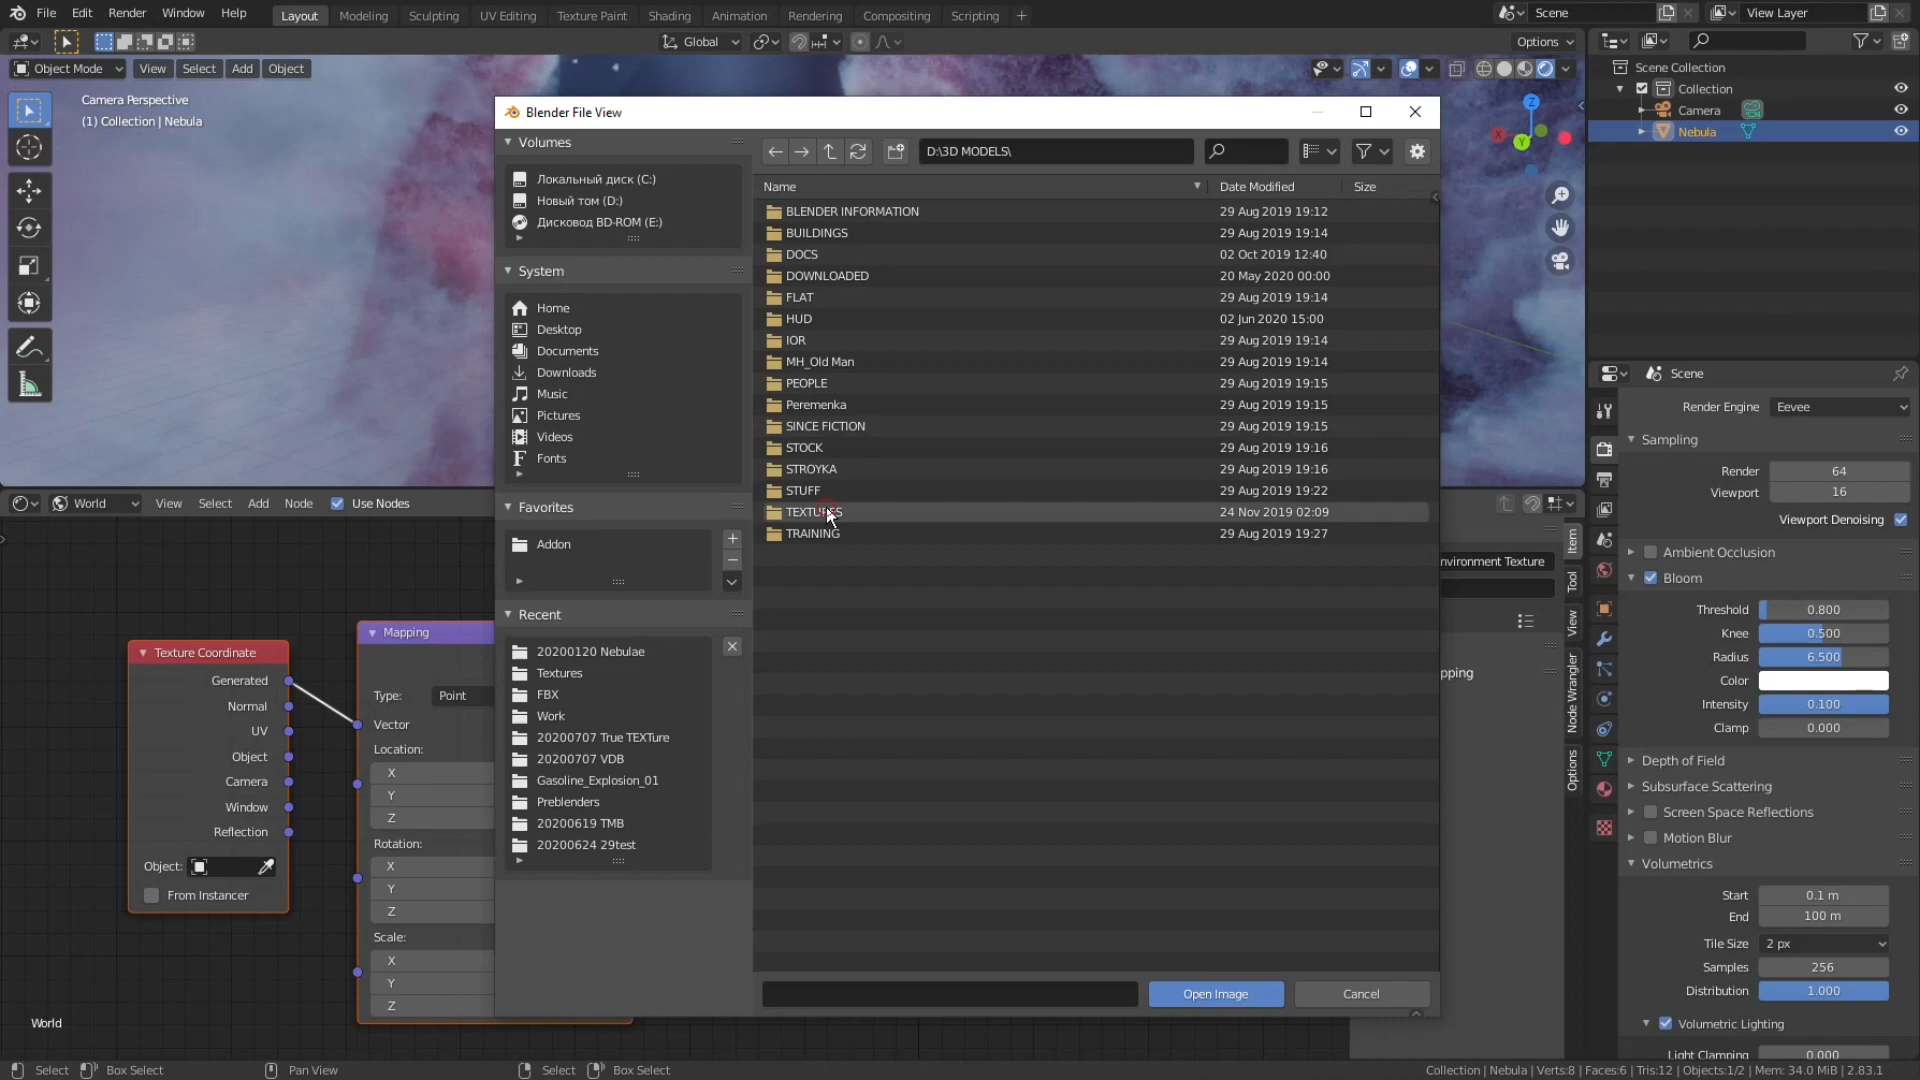 File Edit Render Window Help Layout Modeling Sculpting UV Editing Texture Paint Shading Animation Rendering Compositing Scripting + Scene View Layer
Global Options
Object Mode View Select Add Object
Camera Perspective
(1) Collection | Nebula
Z
Y
Scene Collection
Collection
Camera
Nebula
Blender File View
Volumes
Локальный диск (C:)
Новый том (D:)
Дисковод BD-ROM (E:)
System
Home
Desktop
Documents
Downloads
Music
Pictures
Videos
Fonts
Favorites
Addon
Recent
20200120 Nebulae
Textures
FBX
Work
20200707 True TEXTure
20200707 VDB
Gasoline_Explosion_01
Preblenders
20200619 TMB
20200624 29test
D:\3D MODELS\
Name Date Modified Size
BLENDER INFORMATION 29 Aug 2019 19:12
BUILDINGS 29 Aug 2019 19:14
DOCS 02 Oct 2019 12:40
DOWNLOADED 20 May 2020 00:00
FLAT 29 Aug 2019 19:14
HUD 02 Jun 2020 15:00
IOR 29 Aug 2019 19:14
MH_Old Man 29 Aug 2019 19:14
PEOPLE 29 Aug 2019 19:15
Peremenka 29 Aug 2019 19:15
SINCE FICTION 29 Aug 2019 19:15
STOCK 29 Aug 2019 19:16
STROYKA 29 Aug 2019 19:16
STUFF 29 Aug 2019 19:22
TEXTURES 24 Nov 2019 02:09
TRAINING 29 Aug 2019 19:27
Open Image Cancel
World View Select Add Node Use Nodes
Texture Coordinate
Generated
Normal
UV
Object
Camera
Window
Reflection
Object:
From Instancer
Mapping
Type: Point
Vector
Location:
X
Y
Z
Rotation:
X
Y
Z
Scale:
X
Y
Z
World
nvironment Texture
pping
Item
Tool
View
Node Wrangler
Options
Scene
Render Engine Eevee
Sampling
Render 64
Viewport 16
Viewport Denoising
Ambient Occlusion
Bloom
Threshold 0.800
Knee 0.500
Radius 6.500
Color
Intensity 0.100
Clamp 0.000
Depth of Field
Subsurface Scattering
Screen Space Reflections
Motion Blur
Volumetrics
Start 0.1 m
End 100 m
Tile Size 2 px
Samples 256
Distribution 1.000
Volumetric Lighting
Light Clamping 0.000
Select Box Select Pan View Select Box Select Collection | Nebula | Verts:8 | Faces:6 | Tris:12 | Objects:1/2 | Mem: 34.0 MiB | 2.83.1